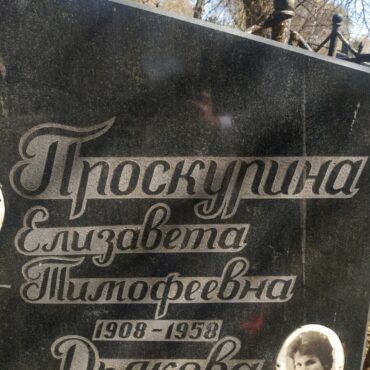 Проскурина
Елизавета
Тимофеевна
1908-1958